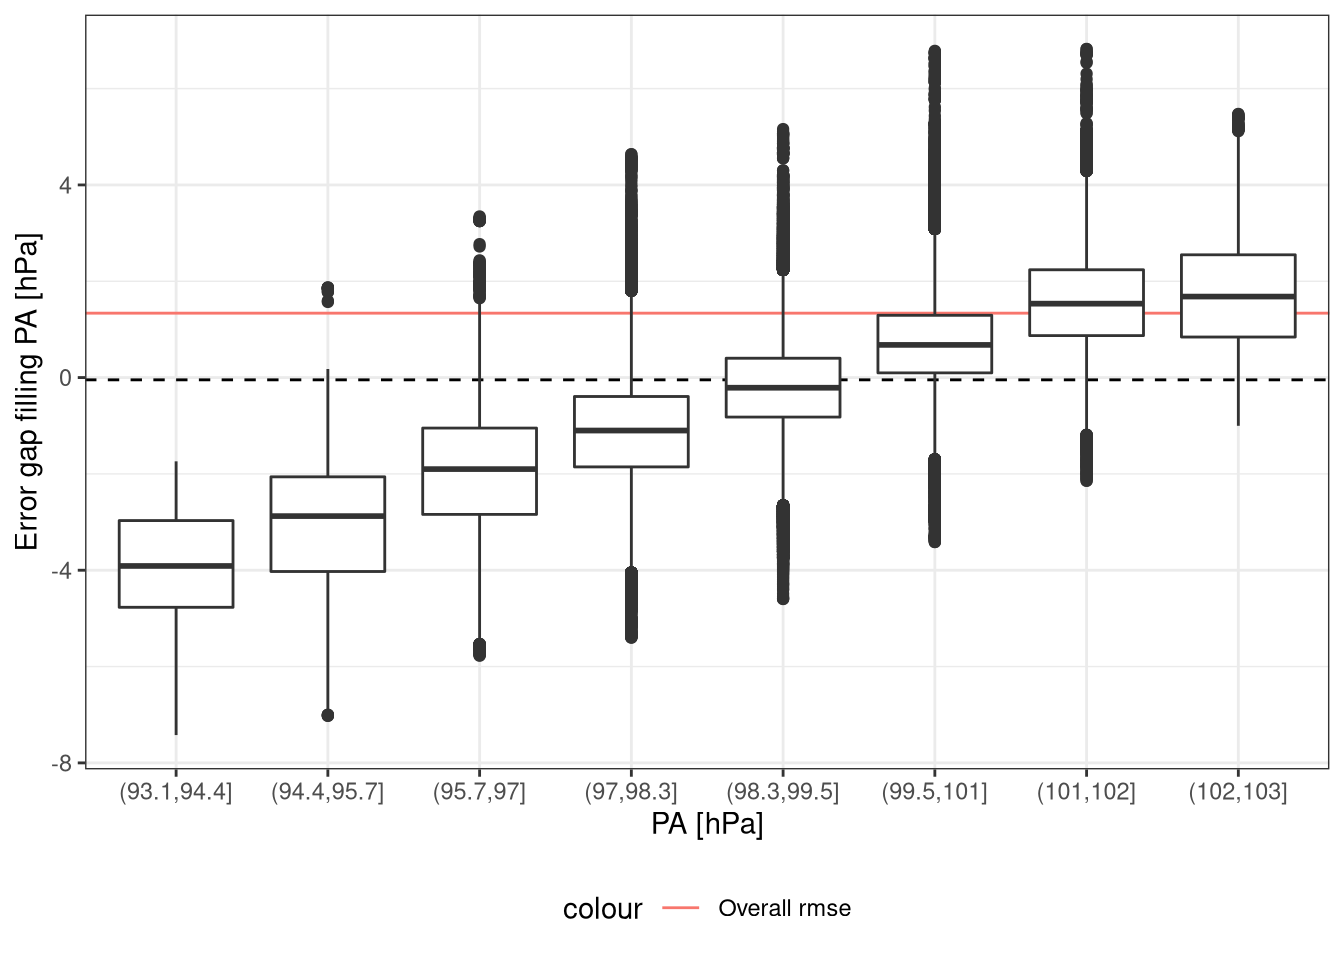 Error gap filling PA [hPa]
4
0
-4
-8
(93.1,94.4] (94.4,95.7] (95.7,97] (97,98.3] (98.3,99.5] (99.5,101] (101,102] (102,103]
PA [hPa]
colour Overall rmse